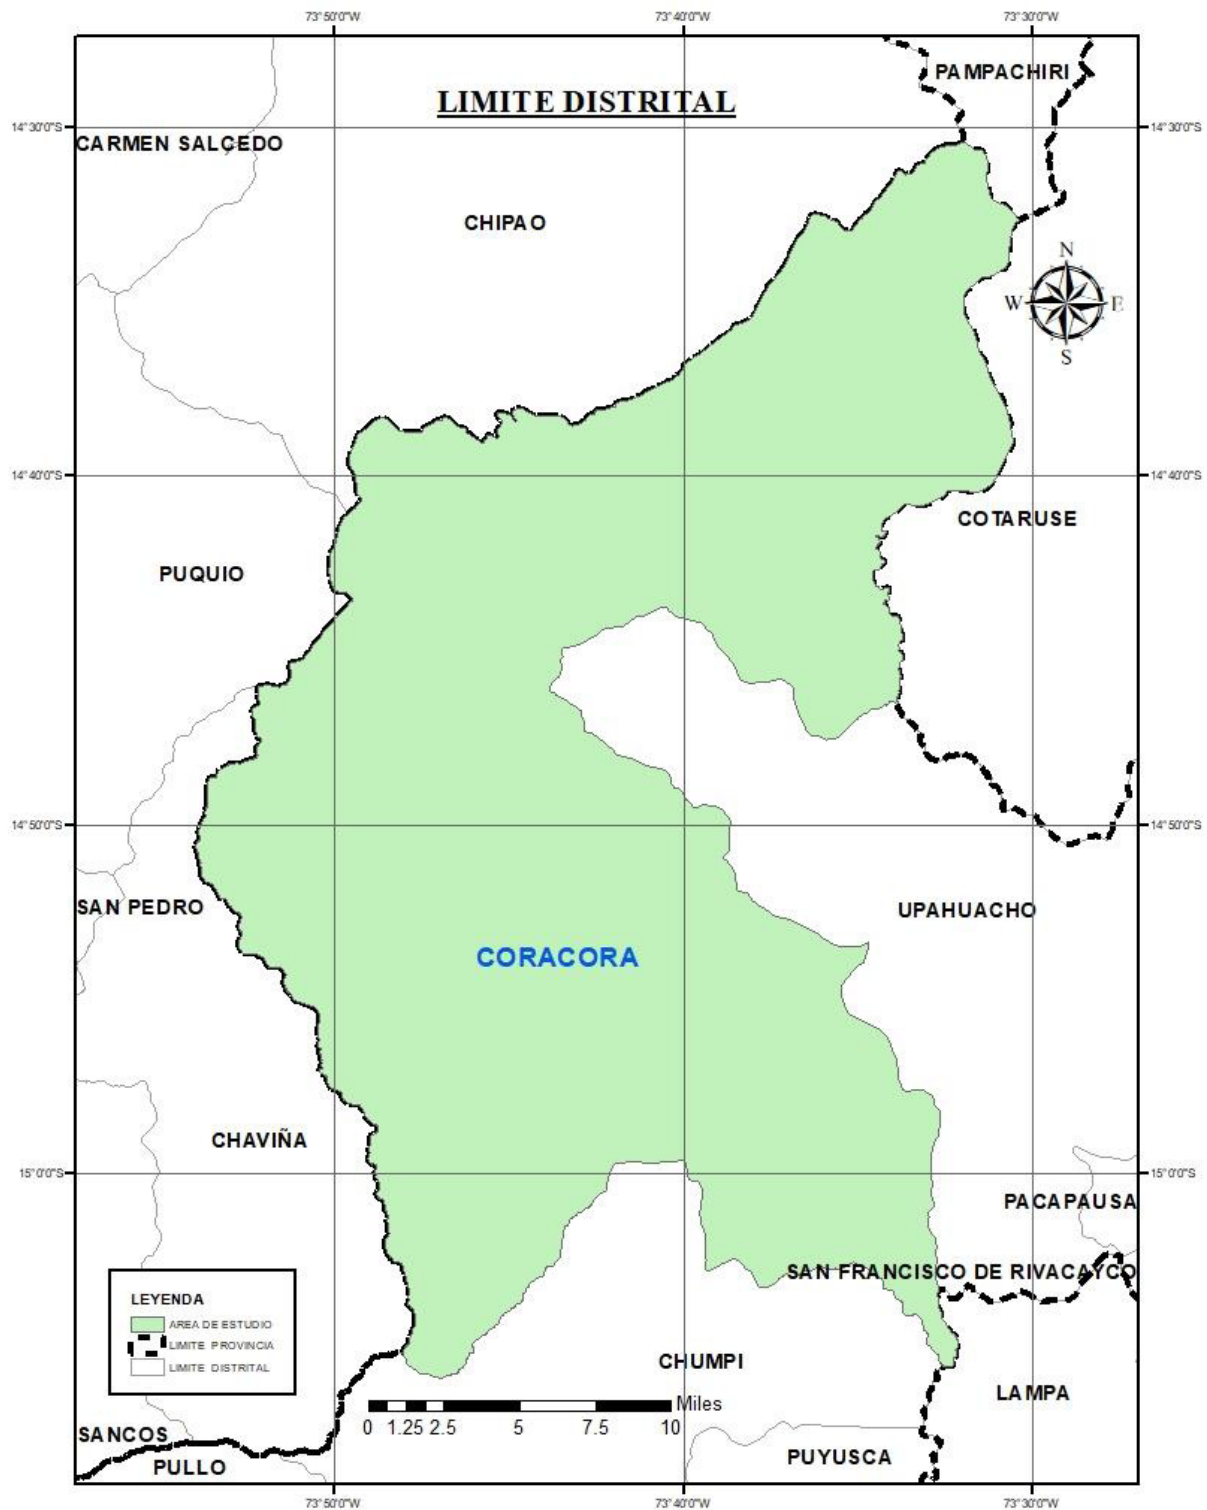 73°50'0"W 73°40'0"W 73°30'0"W
PAMPACHIRI
LIMITE DISTRITAL
14°30'0"S 14°30'0"S
CARMEN SALCEDO
CHIPAO
N
W E
S
14°40'0"S 14°40'0"S
COTARUSE
PUQUIO
14°50'0"S 14°50'0"S
SAN PEDRO
UPAHUACHO
CORACORA
CHAVIÑA
15°0'0"S 15°0'0"S
PACAPAUSA
SAN FRANCISCO DE RIVACAYCO
LEYENDA
AREA DE ESTUDIO
LIMITE PROVINCIA
LIMITE DISTRITAL
CHUMPI
LAMPA
Miles
0 1.25 2.5 5 7.5 10
SANCOS
PUYUSCA
PULLO
73°50'0"W 73°40'0"W 73°30'0"W